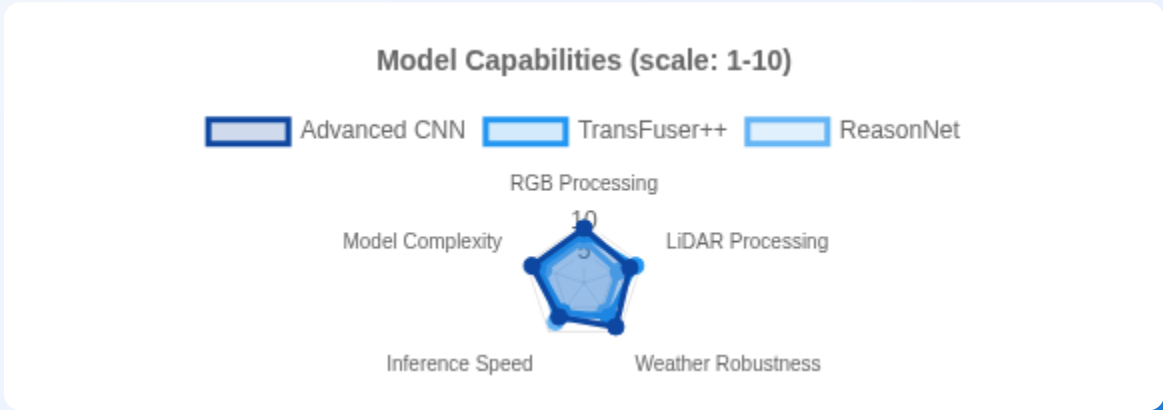 Model Capabilities (scale: 1-10)
Advanced CNN TransFuser++ ReasonNet
RGB Processing
10
Model Complexity LiDAR Processing
5
Inference Speed Weather Robustness